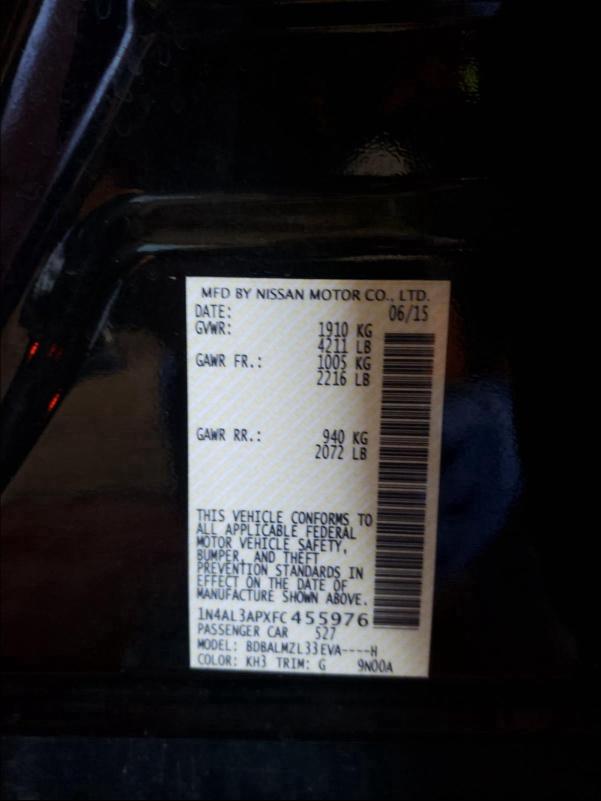 MFD BY NISSAN MOTOR CO., LTD.
DATE: 06/15
GVWR: 1910 KG
4211 LB
GAWR FR.: 1005 KG
2216 LB
GAWR RR.: 940 KG
2072 LB
THIS VEHICLE CONFORMS TO
ALL APPLICABLE FEDERAL
MOTOR VEHICLE SAFETY,
BUMPER, AND THEFT
PREVENTION STANDARDS IN
EFFECT ON THE DATE OF
MANUFACTURE SHOWN ABOVE.
1N4AL3APXFC455976
PASSENGER CAR 527
MODEL: BDBALMZL33EVA----H
COLOR: KH3 TRIM: G 9N00A